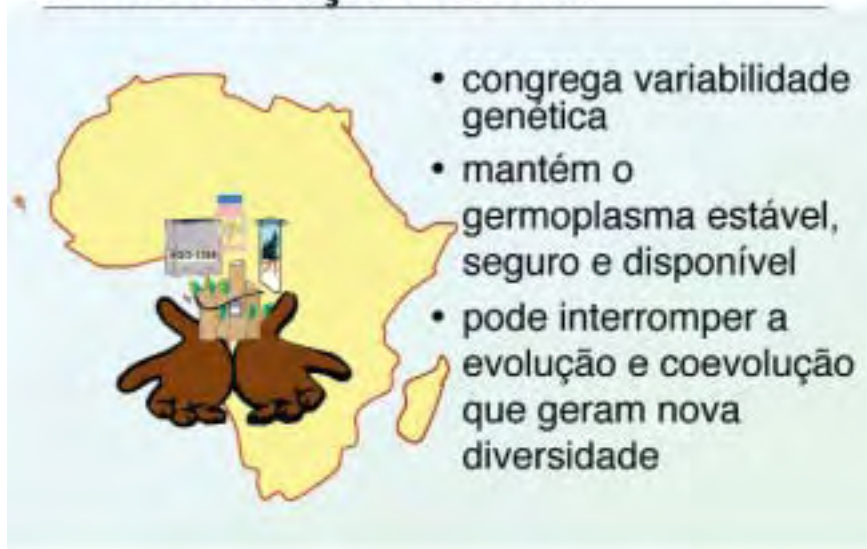 • congrega variabilidade
genética
• mantém o
germoplasma estável,
seguro e disponível
• pode interromper a
evolução e coevolução
que geram nova
diversidade